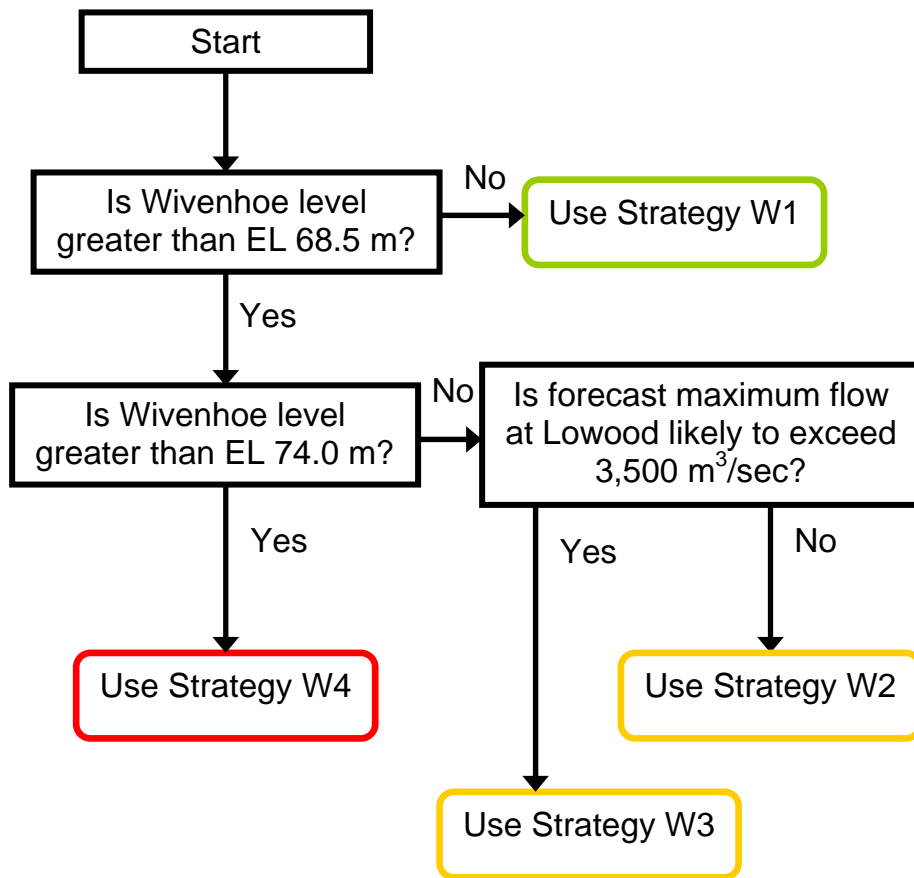 Start
Is Wivenhoe level
greater than EL 68.5 m?
No
Use Strategy W1
Yes
Is Wivenhoe level
greater than EL 74.0 m?
No
Is forecast maximum flow
at Lowood likely to exceed
3,500 m³/sec?
Yes
Yes
No
Use Strategy W4
Use Strategy W2
Use Strategy W3